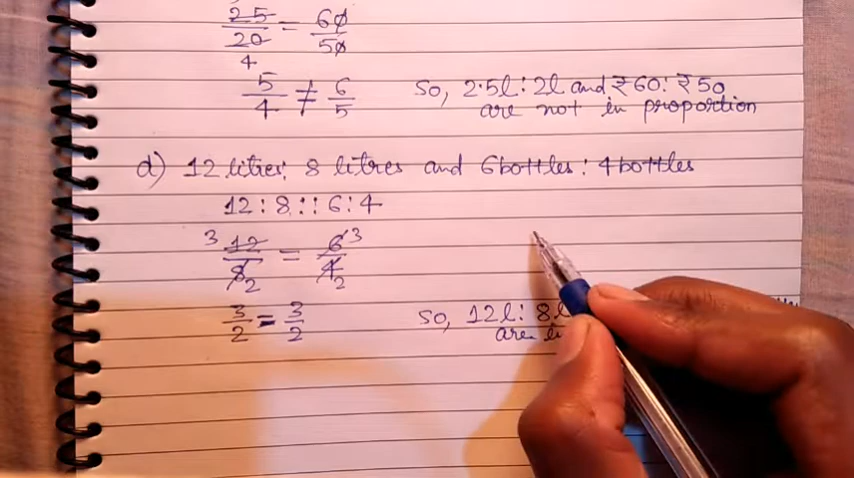 25/20 = 60/50
4
5/4 ≠ 6/5 So, 2.5l : 2l and ₹60 : ₹50
are not in proportion
d) 12 litres: 8 litres and 6 bottles : 4 bottles
12 : 8 :: 6 : 4
3 12/8 2 = 6 3/4 2
3/2 = 3/2 So, 12l : 8l
are